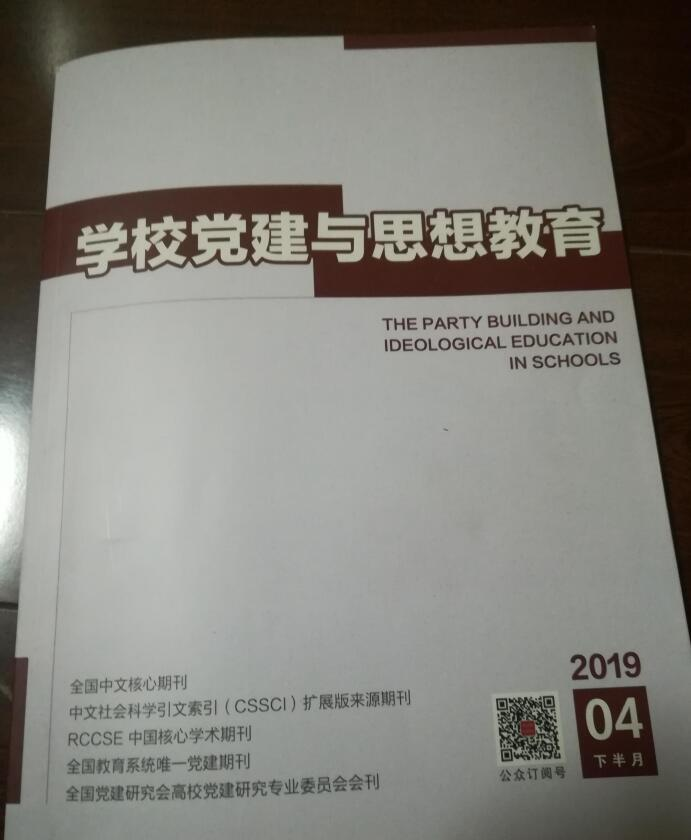 学校党建与思想教育
THE PARTY BUILDING AND
IDEOLOGICAL EDUCATION
IN SCHOOLS
全国中文核心期刊
中文社会科学引文索引（CSSCI）扩展版来源期刊
RCCSE 中国核心学术期刊
全国教育系统唯一党建期刊
全国党建研究会高校党建研究专业委员会会刊
公众订阅号
2019
04
下半月